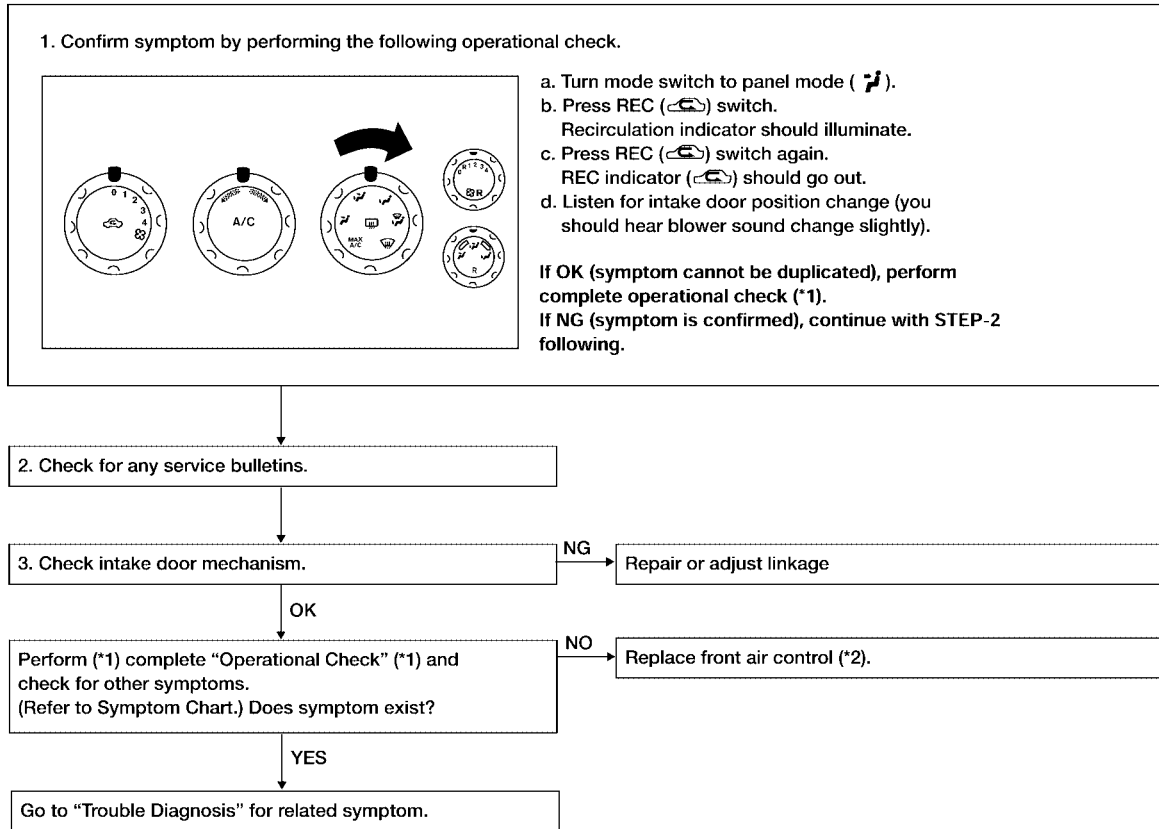 1. Confirm symptom by performing the following operational check.
0 1 2 3 4
A/C
MAX A/C
0 R 1 2 3 4
R
R
a. Turn mode switch to panel mode ( ).
b. Press REC ( ) switch.
Recirculation indicator should illuminate.
c. Press REC ( ) switch again.
REC indicator ( ) should go out.
d. Listen for intake door position change (you
should hear blower sound change slightly).
If OK (symptom cannot be duplicated), perform
complete operational check (*1).
If NG (symptom is confirmed), continue with STEP-2
following.
2. Check for any service bulletins.
3. Check intake door mechanism.
NG
Repair or adjust linkage
OK
Perform (*1) complete “Operational Check” (*1) and
check for other symptoms.
(Refer to Symptom Chart.) Does symptom exist?
NO
Replace front air control (*2).
YES
Go to “Trouble Diagnosis” for related symptom.